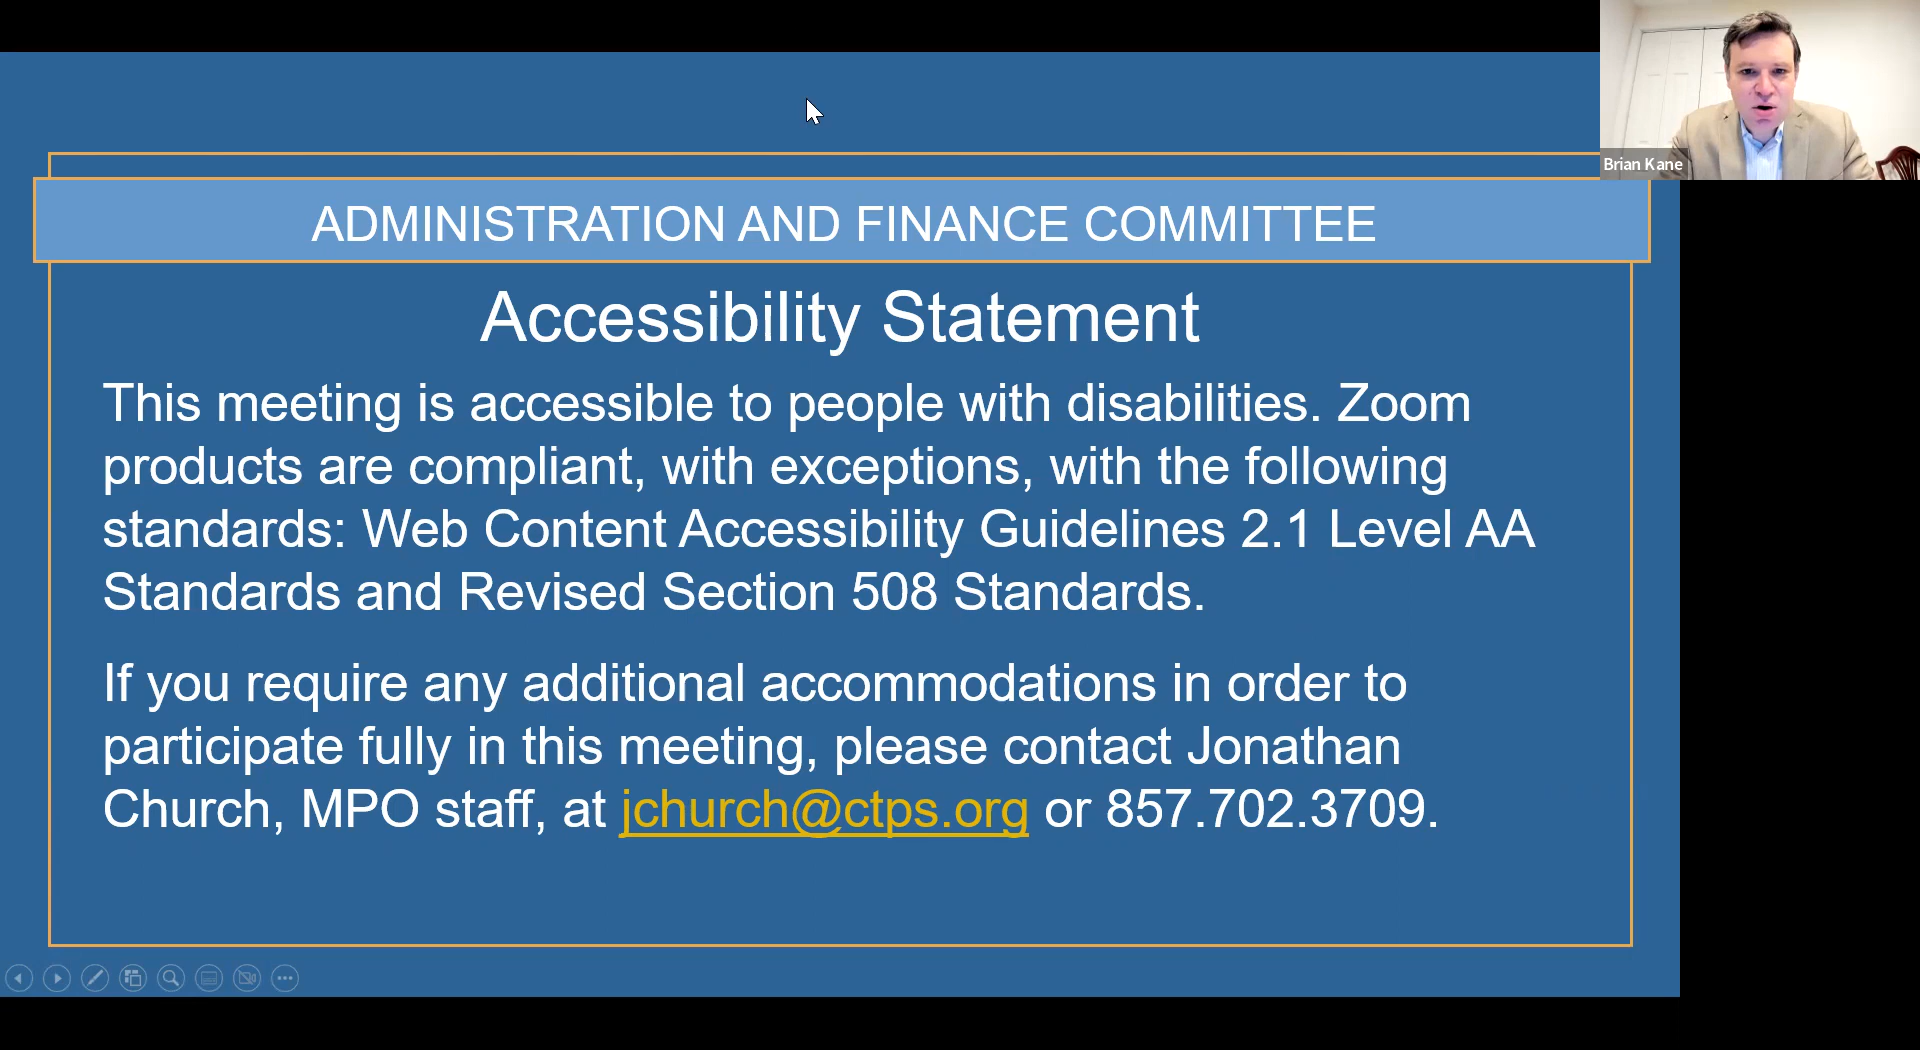 Brian Kane
ADMINISTRATION AND FINANCE COMMITTEE
Accessibility Statement
This meeting is accessible to people with disabilities. Zoom
products are compliant, with exceptions, with the following
standards: Web Content Accessibility Guidelines 2.1 Level AA
Standards and Revised Section 508 Standards.
If you require any additional accommodations in order to
participate fully in this meeting, please contact Jonathan
Church, MPO staff, at jchurch@ctps.org or 857.702.3709.